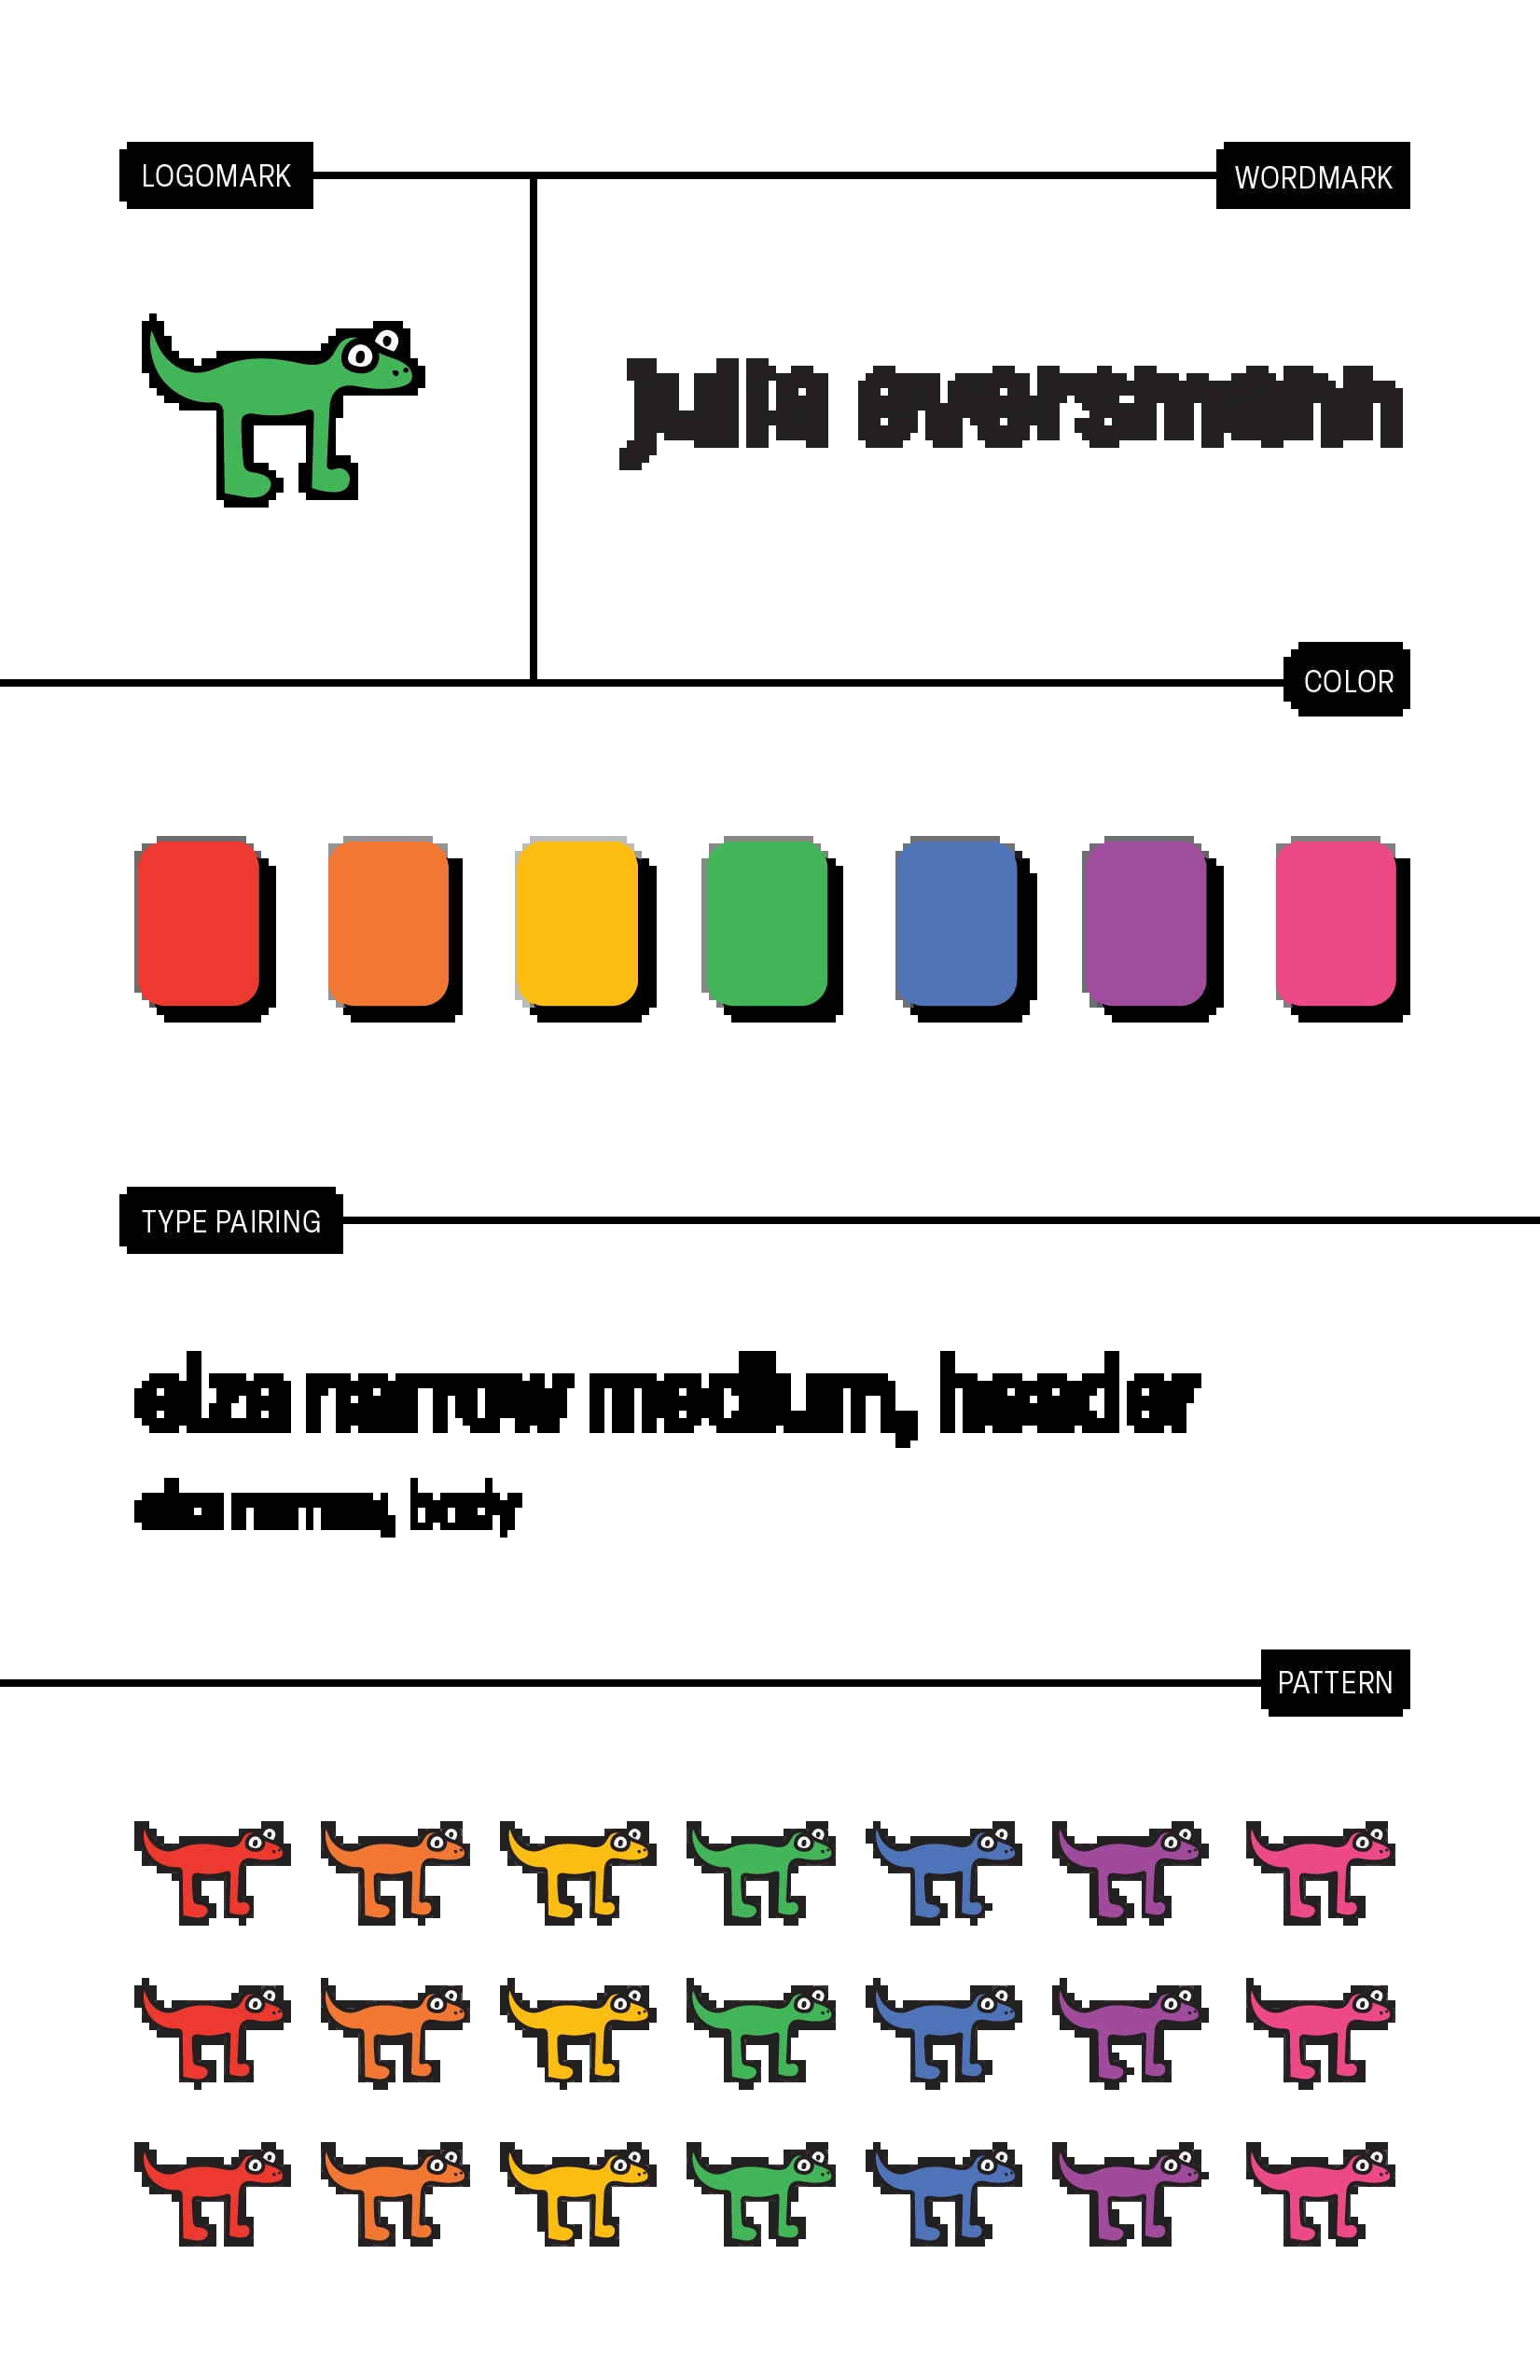 LOGOMARK
WORDMARK
julia eversmann
COLOR
TYPE PAIRING
elza narrow medium, header
elza narrow, body
PATTERN